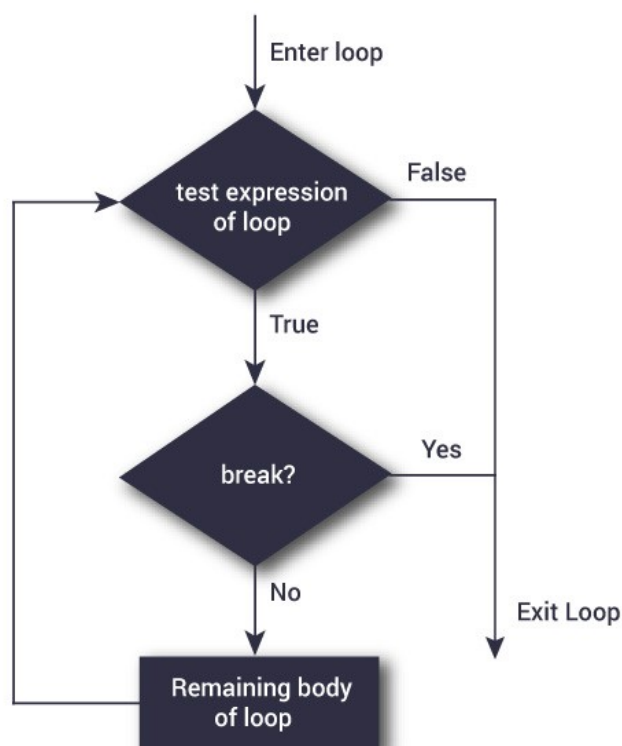 Enter loop
test expression
of loop
False
True
break?
Yes
No
Exit Loop
Remaining body
of loop